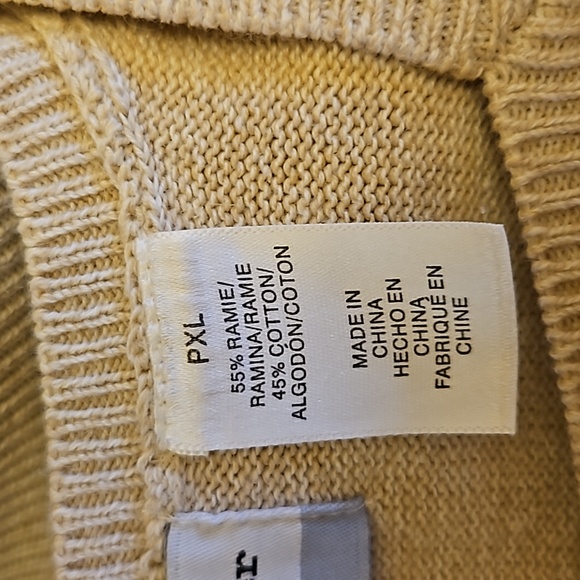 PXL
55% RAMIE/
RAMINA/RAMIE
45% COTTON/
ALGODÓN/COTON
MADE IN
CHINA
HECHO EN
CHINA
FABRIQUÉ EN
CHINE